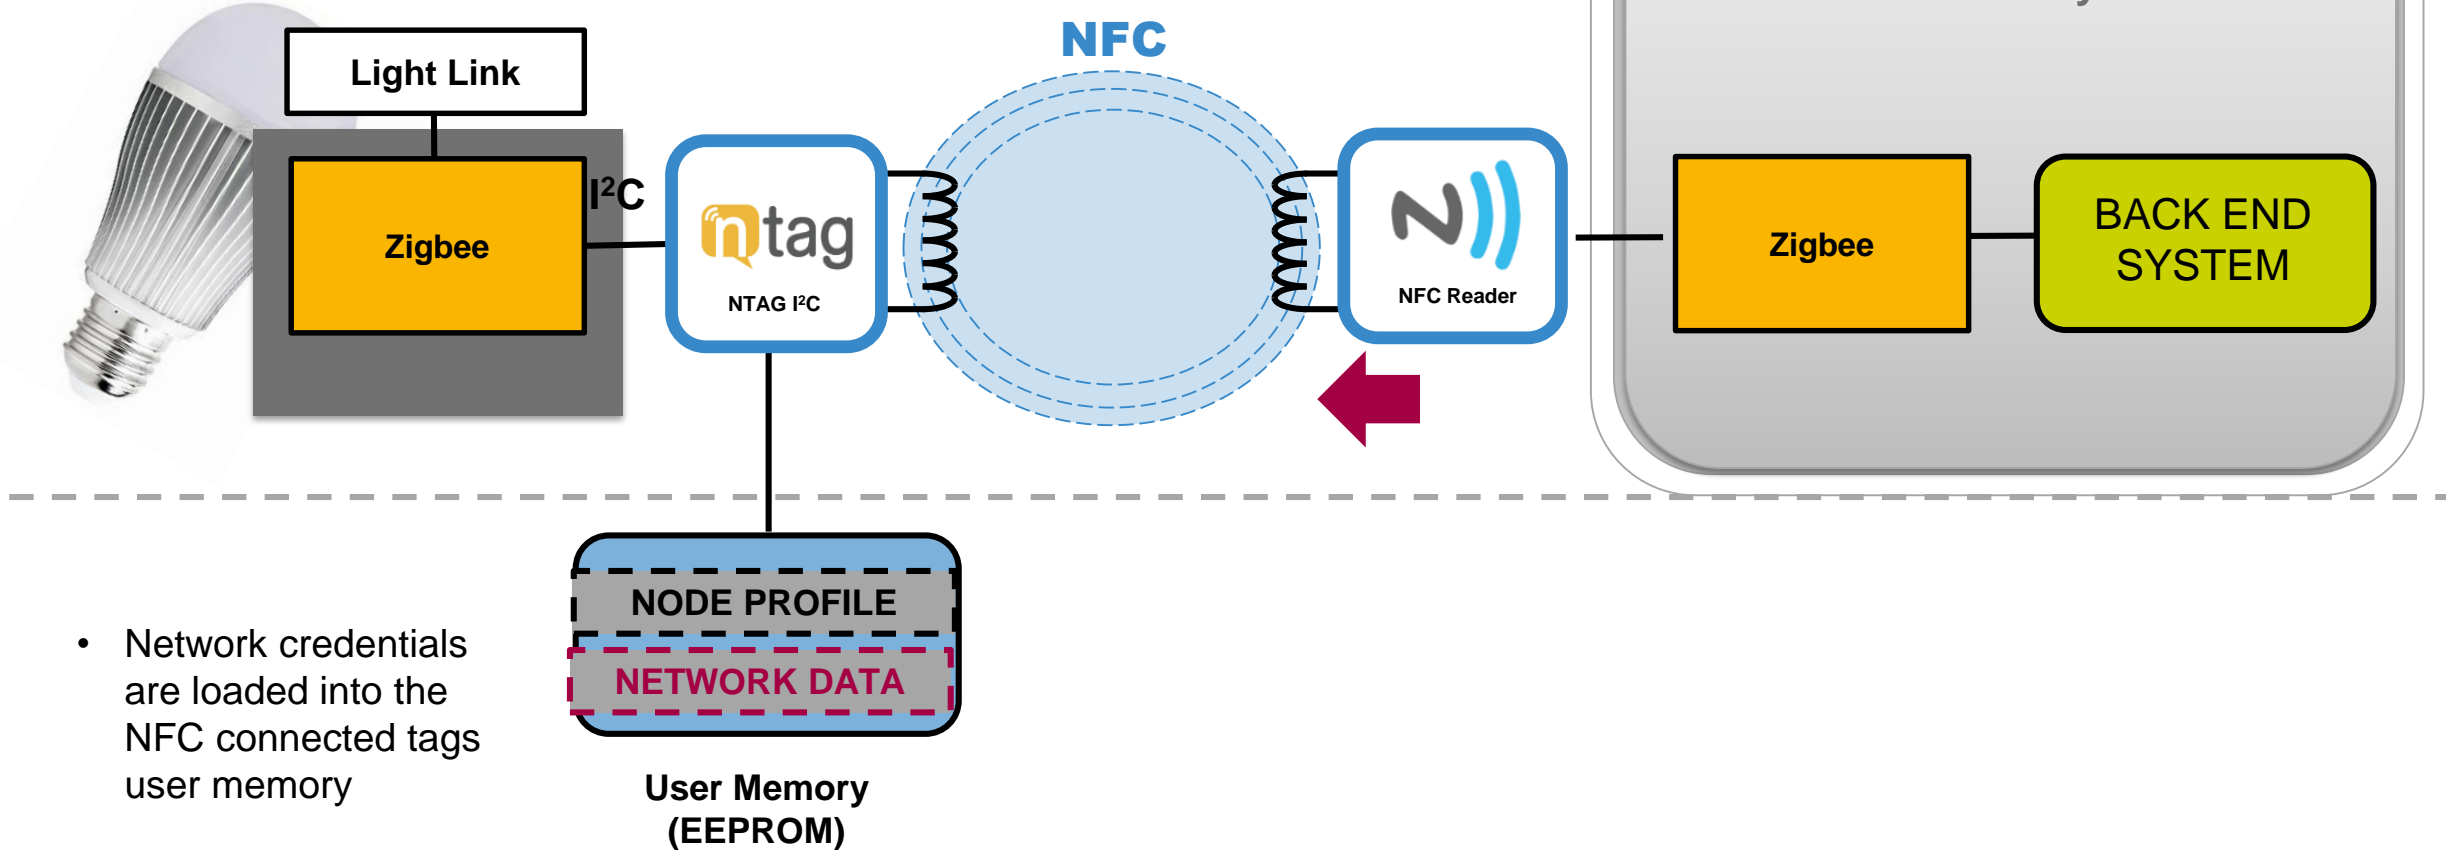 NFC
Light Link
Zigbee
I²C
ntag
NTAG I²C
NFC Reader
Zigbee
BACK END
SYSTEM
NODE PROFILE
NETWORK DATA
• Network credentials
are loaded into the
NFC connected tags
user memory
User Memory
(EEPROM)